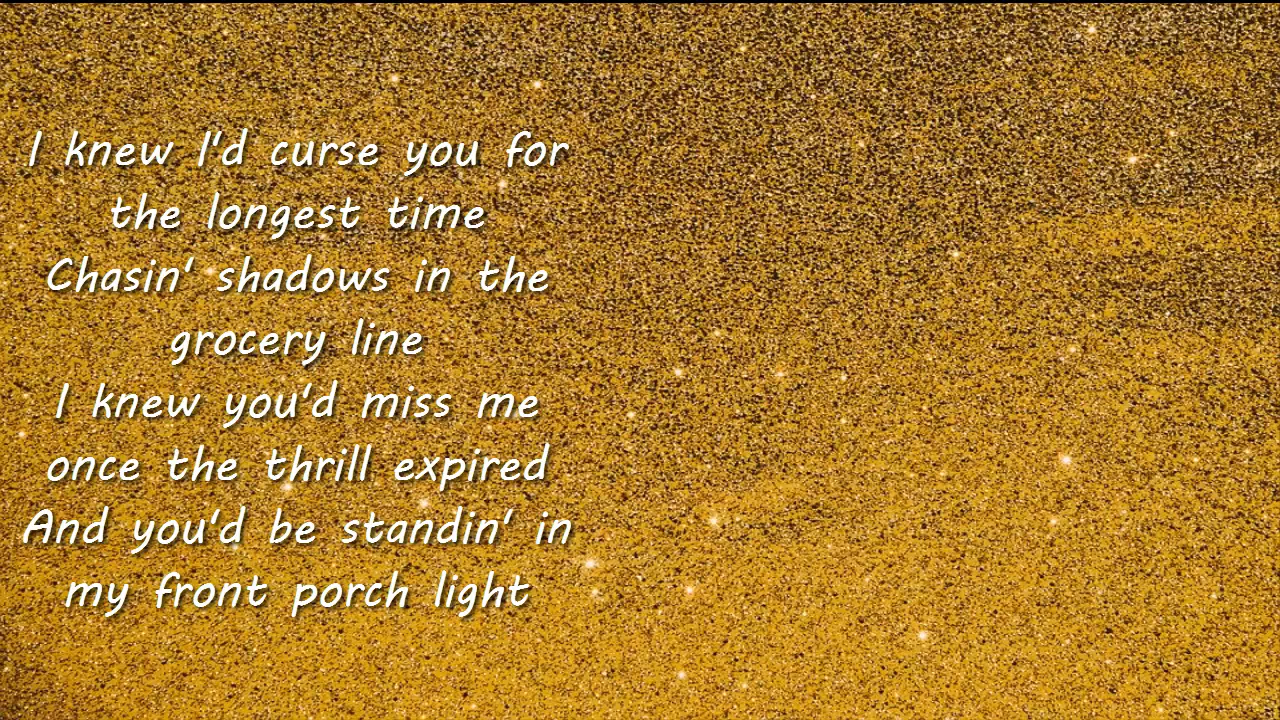 I knew I'd curse you for
the longest time
Chasin' shadows in the
grocery line
I knew you'd miss me
once the thrill expired
And you'd be standin' in
my front porch light